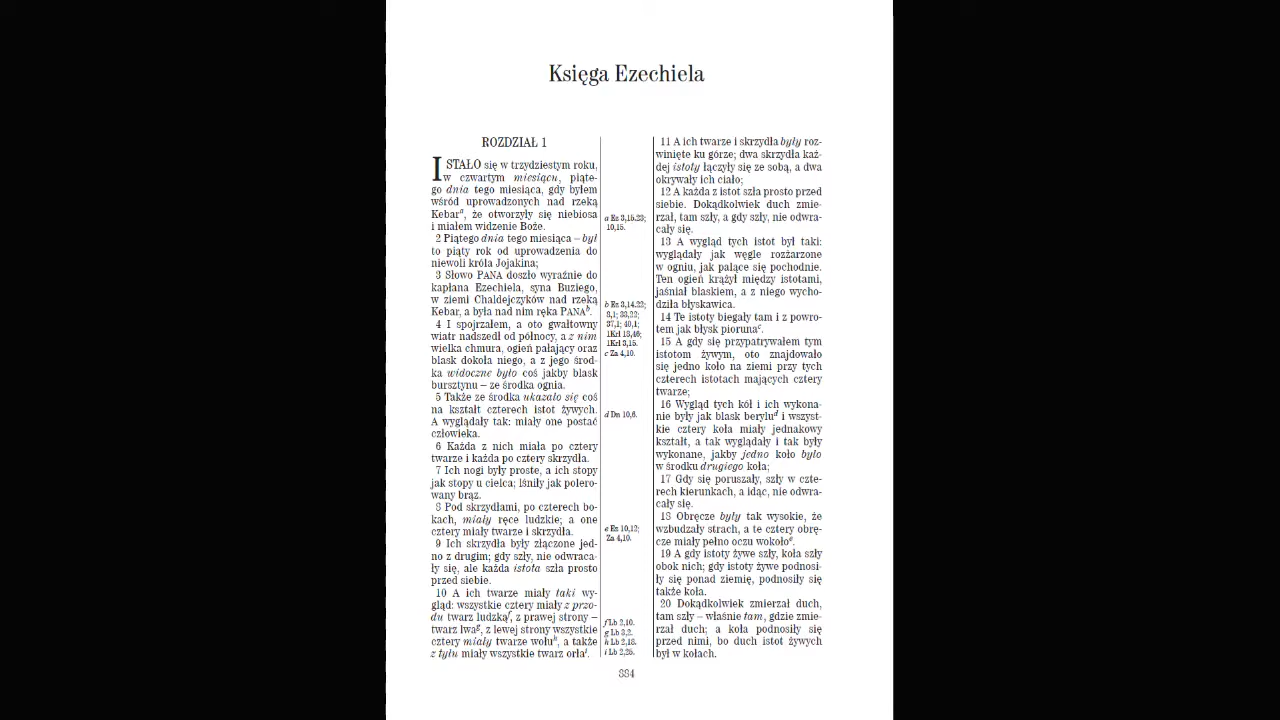 Księga Ezechiela
ROZDZIAŁ 1
I STAŁO się w trzydziestym roku,
w czwartym miesiącu, piąte-
go dnia tego miesiąca, gdy byłem
wśród uprowadzonych nad rzeką
Kebarᵃ, że otworzyły się niebiosa
i miałem widzenie Boże.
2 Piątego dnia tego miesiąca – był
to piąty rok od uprowadzenia do
niewoli króla Jojakina;
3 Słowo PANA doszło wyraźnie do
kapłana Ezechiela, syna Buziego,
w ziemi Chaldejczyków nad rzeką
Kebar, a była nad nim ręka PANAᵇ.
4 I spojrzałem, a oto gwałtowny
wiatr nadszedł od północy, a z nim
wielka chmura, ogień pałający oraz
blask dokoła niego, a z jego środ-
ka widoczne było coś jakby blask
bursztynu – ze środka ognia.
5 Także ze środka ukazało się coś
na kształt czterech istot żywych.
A wyglądały tak: miały one postać
człowieka.
6 Każda z nich miała po cztery
twarze i każda po cztery skrzydła.
7 Ich nogi były proste, a ich stopy
jak stopy u cielca; lśniły jak polero-
wany brąz.
8 Pod skrzydłami, po czterech bo-
kach, miały ręce ludzkie; a one
cztery miały twarze i skrzydła.
9 Ich skrzydła były złączone jed-
no z drugim; gdy szły, nie odwraca-
ły się, ale każda istota szła prosto
przed siebie.
10 A ich twarze miały taki wy-
gląd: wszystkie cztery miały z przo-
du twarz ludzkąᶠ, z prawej strony –
twarz lwaᵍ, z lewej strony wszystkie
cztery miały twarze wołuʰ, a także
z tyłu miały wszystkie twarz orłaⁱ.
a Ez 3,15.23;
10,15.
b Ez 3,14.22;
8,1; 33,22;
37,1; 40,1;
1Krl 18,46;
1Krl 3,15.
c Za 4,10.
d Dn 10,6.
e Ez 10,12;
Za 4,10.
f Lb 2,10.
g Lb 3,2.
h Lb 2,18.
i Lb 2,25.
11 A ich twarze i skrzydła były roz-
winięte ku górze; dwa skrzydła każ-
dej istoty łączyły się ze sobą, a dwa
okrywały ich ciało;
12 A każda z istot szła prosto przed
siebie. Dokądkolwiek duch zmie-
rzał, tam szły, a gdy szły, nie odwra-
cały się.
13 A wygląd tych istot był taki:
wyglądały jak węgle rozżarzone
w ogniu, jak palące się pochodnie.
Ten ogień krążył między istotami,
jaśniał blaskiem, a z niego wycho-
dziła błyskawica.
14 Te istoty biegały tam i z powro-
tem jak błysk piorunaᶜ.
15 A gdy się przypatrywałem tym
istotom żywym, oto znajdowało
się jedno koło na ziemi przy tych
czterech istotach mających cztery
twarze;
16 Wygląd tych kół i ich wykona-
nie były jak blask beryluᵈ i wszyst-
kie cztery koła miały jednakowy
kształt, a tak wyglądały i tak były
wykonane, jakby jedno koło było
w środku drugiego koła;
17 Gdy się poruszały, szły w czte-
rech kierunkach, a idąc, nie odwra-
cały się.
18 Obręcze były tak wysokie, że
wzbudzały strach, a te cztery obrę-
cze miały pełno oczu wokołoᵉ.
19 A gdy istoty żywe szły, koła szły
obok nich; gdy istoty żywe podnosi-
ły się ponad ziemię, podnosiły się
także koła.
20 Dokądkolwiek zmierzał duch,
tam szły – właśnie tam, gdzie zmie-
rzał duch; a koła podnosiły się
przed nimi, bo duch istot żywych
był w kołach.
884